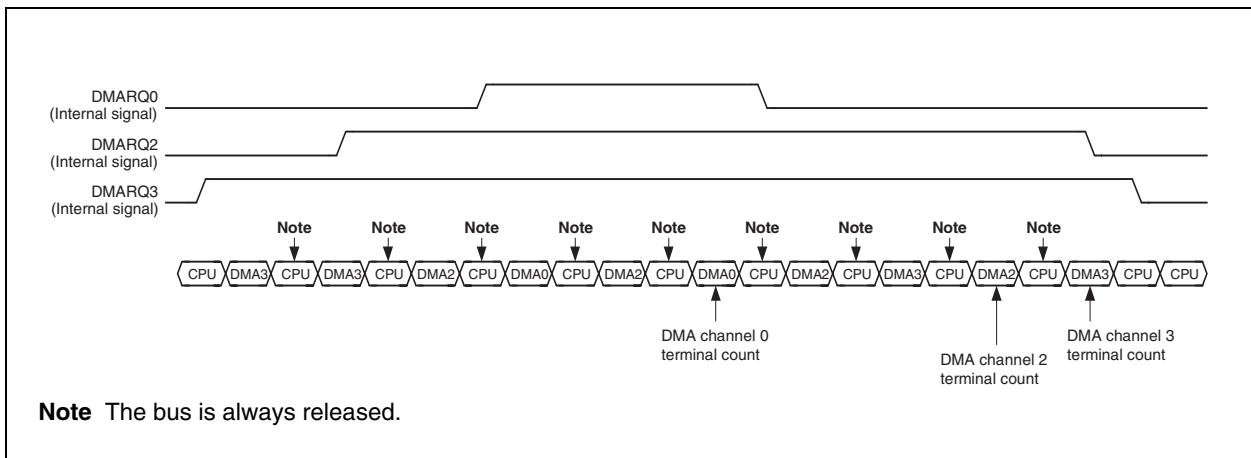 DMARQ0
(Internal signal)
DMARQ2
(Internal signal)
DMARQ3
(Internal signal)
Note Note Note Note Note Note Note Note Note
CPU DMA3 CPU DMA3 CPU DMA2 CPU DMA0 CPU DMA2 CPU DMA0 CPU DMA2 CPU DMA3 CPU DMA2 CPU DMA3 CPU CPU
DMA channel 0
terminal count
DMA channel 2
terminal count
DMA channel 3
terminal count
Note The bus is always released.